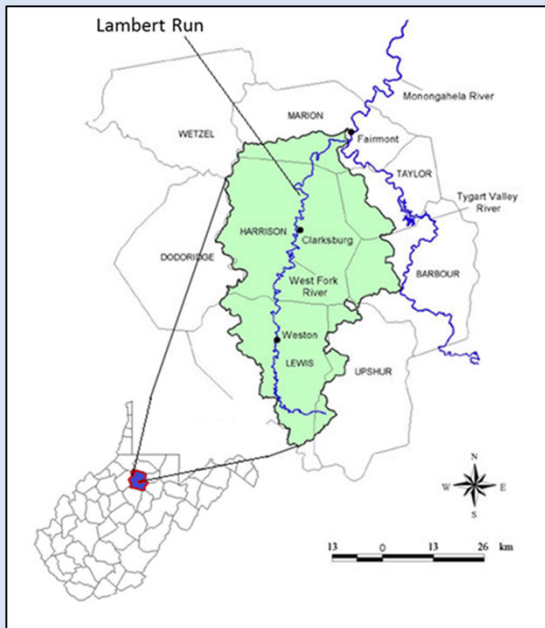 Lambert Run
Monongahela River
MARION
WETZEL
Fairmont
TAYLOR
Tygart Valley
River
HARRISON
Clarksburg
DODDRIDGE
BARBOUR
West Fork
River
Weston
LEWIS
UPSHUR
N
W E
S
13 0 13 26 km